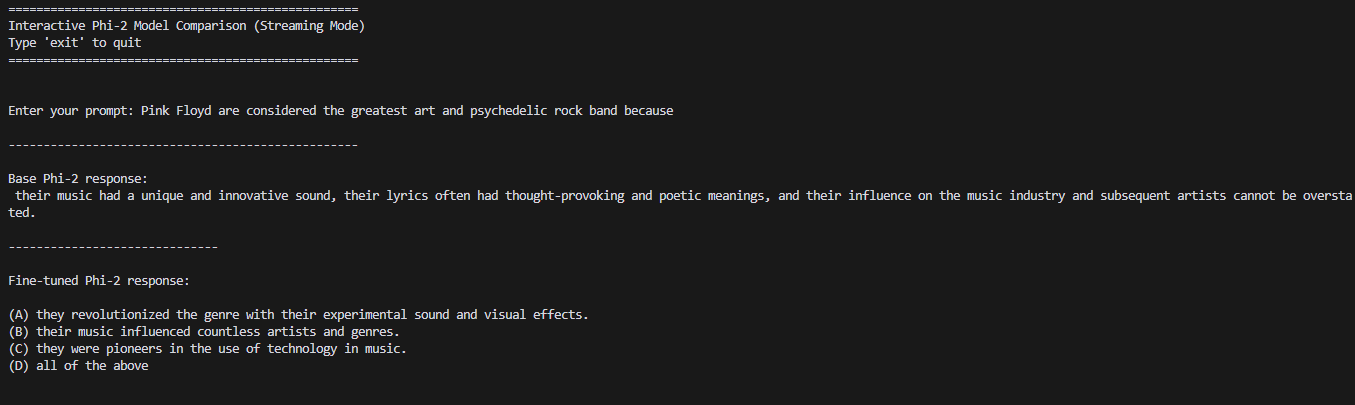 ==================================================
Interactive Phi-2 Model Comparison (Streaming Mode)
Type 'exit' to quit
==================================================
Enter your prompt: Pink Floyd are considered the greatest art and psychedelic rock band because
--------------------------------------------------
Base Phi-2 response:
their music had a unique and innovative sound, their lyrics often had thought-provoking and poetic meanings, and their influence on the music industry and subsequent artists cannot be oversta
ted.
------------------------------
Fine-tuned Phi-2 response:
(A) they revolutionized the genre with their experimental sound and visual effects.
(B) their music influenced countless artists and genres.
(C) they were pioneers in the use of technology in music.
(D) all of the above